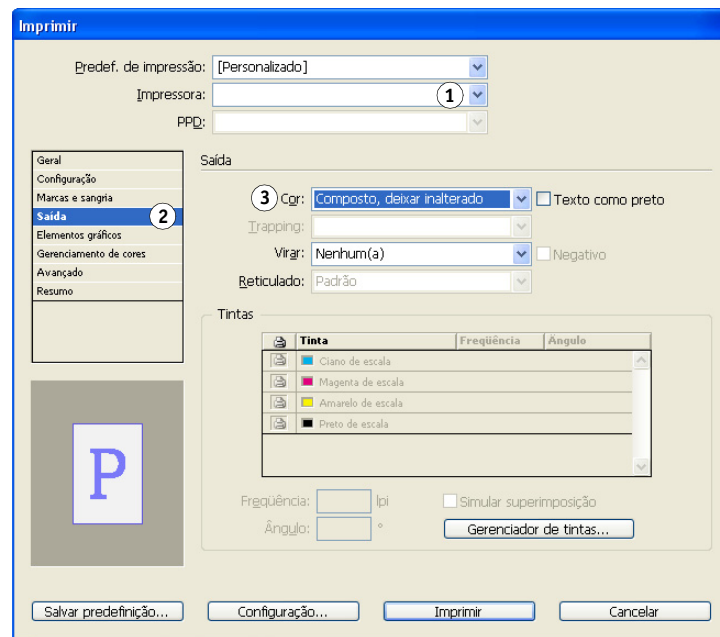 Imprimir
Predef. de impressão: [Personalizado]
Impressora: 1
PPD:
Geral
Configuração
Marcas e sangria
Saída 2
Elementos gráficos
Gerenciamento de cores
Avançado
Resumo
Saída
3 Cor: Composto, deixar inalterado Texto como preto
Trapping:
Virar: Nenhum(a) Negativo
Reticulado: Padrão
Tintas
Tinta Freqüência Ângulo
Ciano de escala
Magenta de escala
Amarelo de escala
Preto de escala
Freqüência: lpi Simular superimposição
Ângulo: ° Gerenciador de tintas...
P
Salvar predefinição... Configuração... Imprimir Cancelar